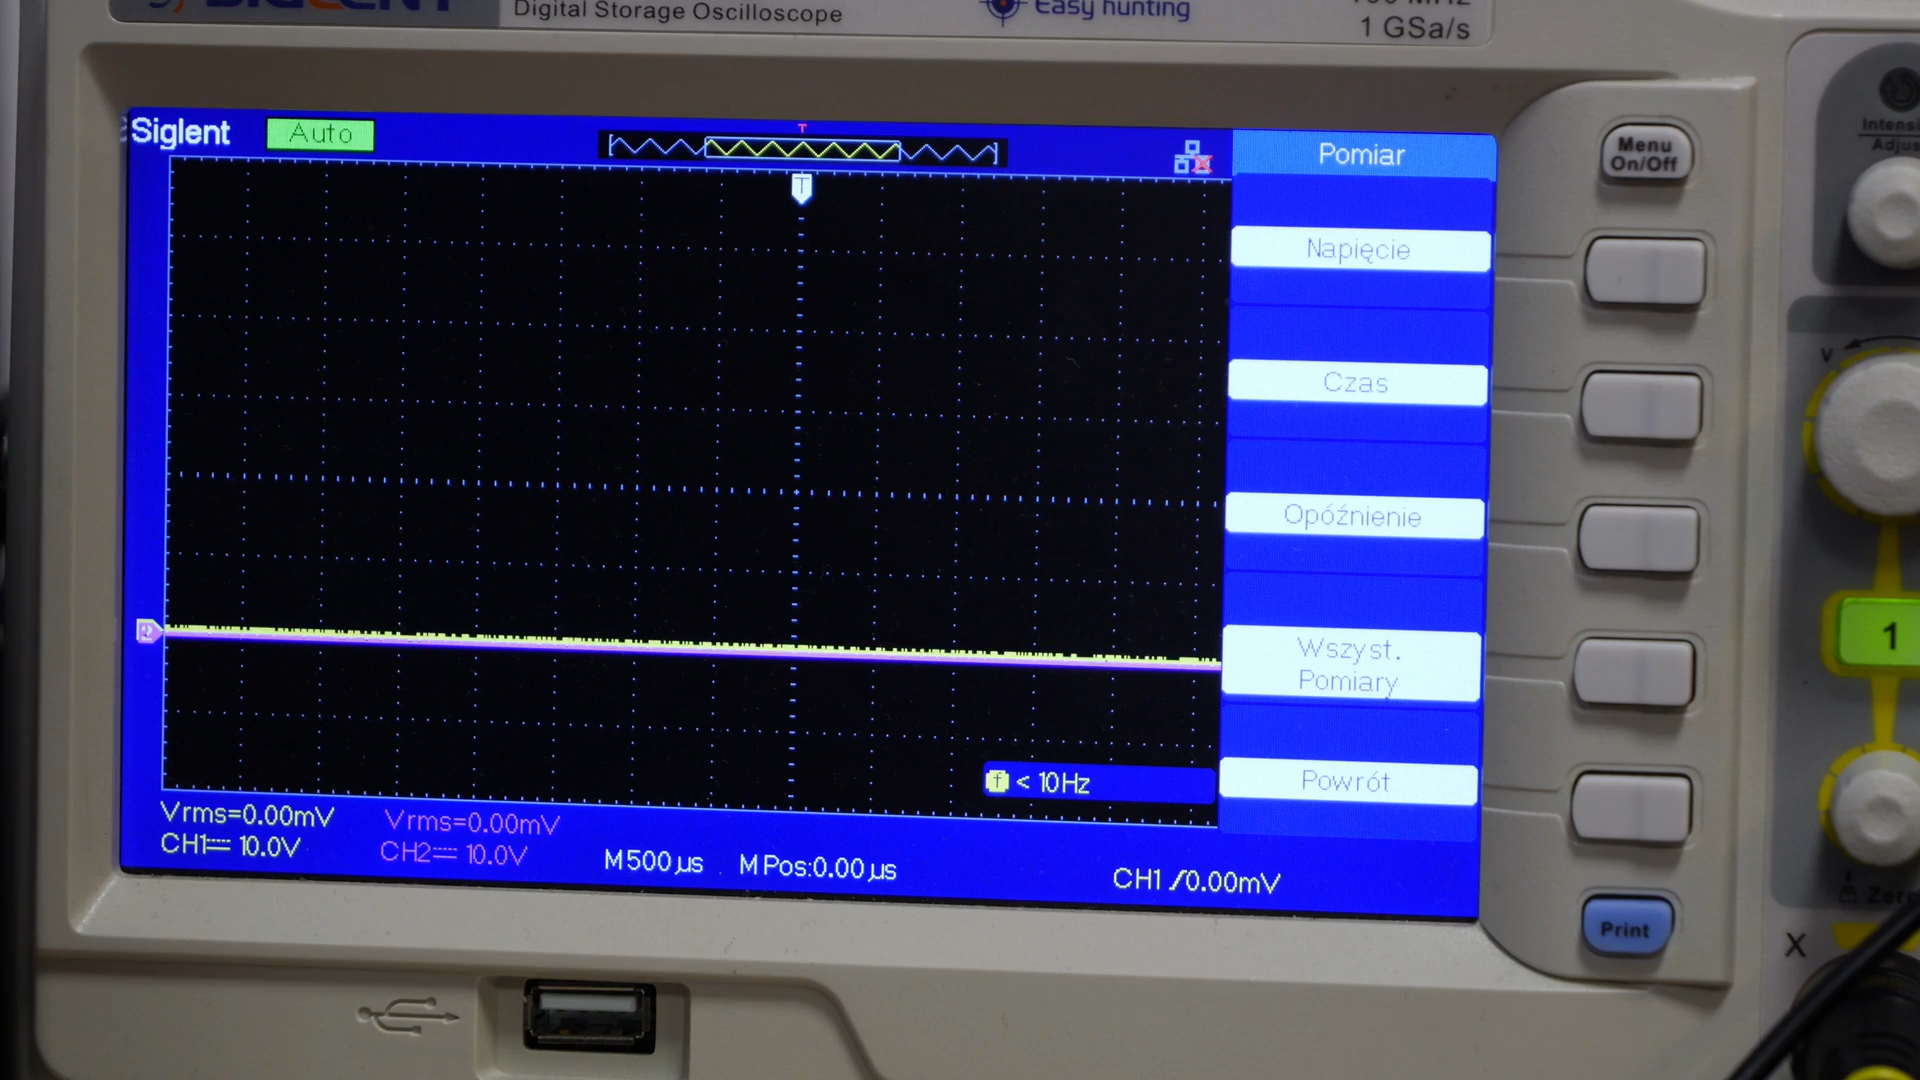 SIGLENT
Digital Storage Oscilloscope
Easy hunting
1 GSa/s
Siglent
Auto
T
T
Pomiar
Menu
On/Off
Napięcie
Czas
Opóźnienie
Wszyst.
Pomiary
Powrót
2
f < 10Hz
Vrms=0.00mV
Vrms=0.00mV
CH1 10.0V
CH2 10.0V
M 500µs
M Pos:0.00µs
CH1 /0.00mV
Print
V
1
X